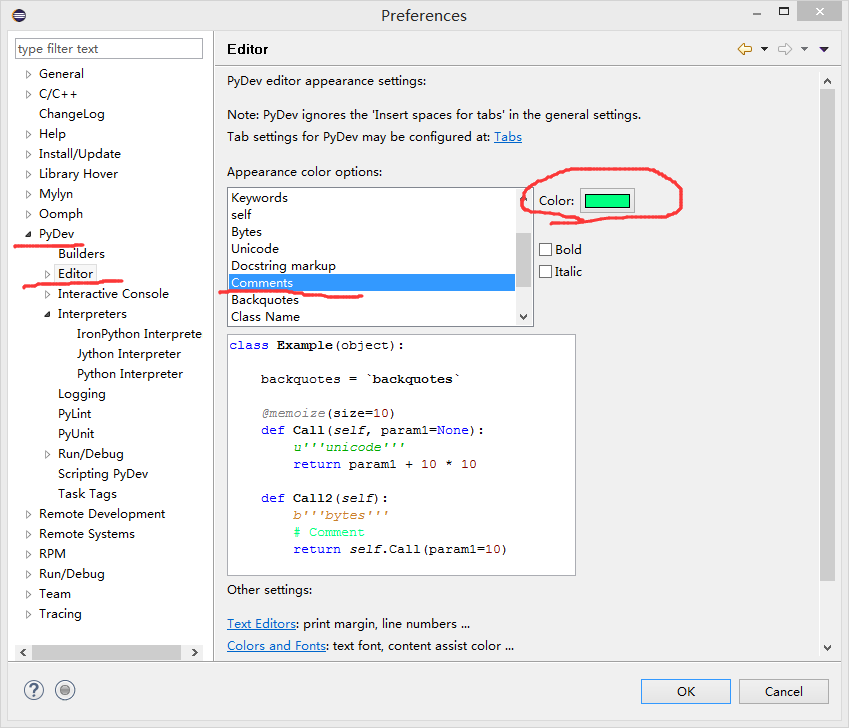 Preferences
type filter text
General
C/C++
ChangeLog
Help
Install/Update
Library Hover
Mylyn
Oomph
PyDev
Builders
Editor
Interactive Console
Interpreters
IronPython Interprete
Jython Interpreter
Python Interpreter
Logging
PyLint
PyUnit
Run/Debug
Scripting PyDev
Task Tags
Remote Development
Remote Systems
RPM
Run/Debug
Team
Tracing
Editor
PyDev editor appearance settings:
Note: PyDev ignores the 'Insert spaces for tabs' in the general settings.
Tab settings for PyDev may be configured at: Tabs
Appearance color options:
Keywords
self
Bytes
Unicode
Docstring markup
Comments
Backquotes
Class Name
Color:
Bold
Italic
class Example(object):
backquotes = `backquotes`
@memoize(size=10)
def Call(self, param1=None):
u'''unicode'''
return param1 + 10 * 10
def Call2(self):
b'''bytes'''
# Comment
return self.Call(param1=10)
Other settings:
Text Editors: print margin, line numbers ...
Colors and Fonts: text font, content assist color ...
?
OK
Cancel